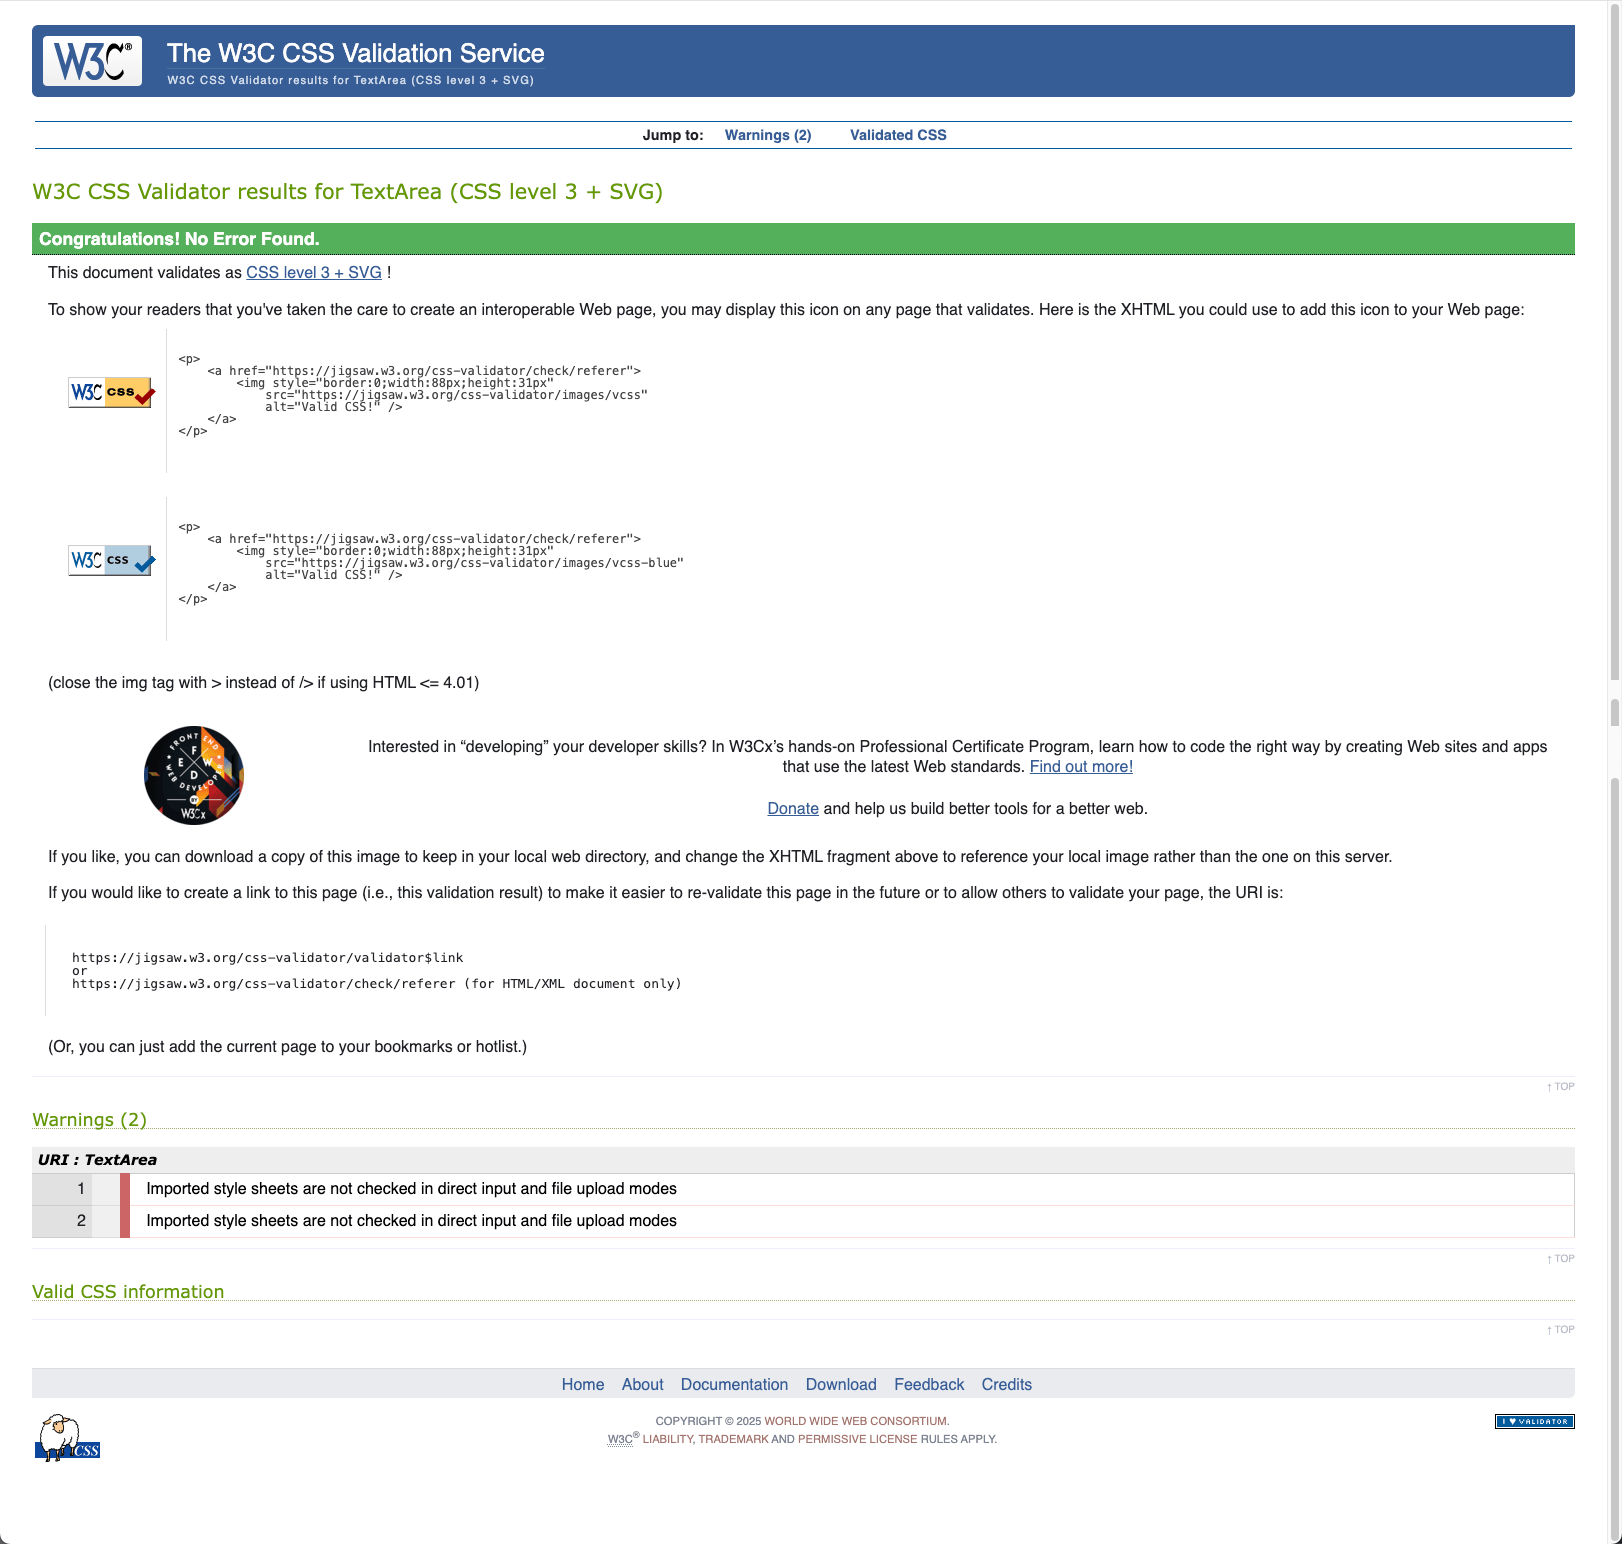 W3C®
The W3C CSS Validation Service
W3C CSS Validator results for TextArea (CSS level 3 + SVG)
Jump to: Warnings (2) Validated CSS
W3C CSS Validator results for TextArea (CSS level 3 + SVG)
Congratulations! No Error Found.
This document validates as CSS level 3 + SVG !
To show your readers that you've taken the care to create an interoperable Web page, you may display this icon on any page that validates. Here is the XHTML you could use to add this icon to your Web page:
W3C css
<p>
    <a href="https://jigsaw.w3.org/css-validator/check/referer">
        <img style="border:0;width:88px;height:31px"
            src="https://jigsaw.w3.org/css-validator/images/vcss"
            alt="Valid CSS!" />
    </a>
</p>
W3C css
<p>
    <a href="https://jigsaw.w3.org/css-validator/check/referer">
        <img style="border:0;width:88px;height:31px"
            src="https://jigsaw.w3.org/css-validator/images/vcss-blue"
            alt="Valid CSS!" />
    </a>
</p>
(close the img tag with > instead of /> if using HTML <= 4.01)
FRONT END
F E W D
WEB DEVELOPER
W3Cx
Interested in “developing” your developer skills? In W3Cx’s hands-on Professional Certificate Program, learn how to code the right way by creating Web sites and apps
that use the latest Web standards. Find out more!
Donate and help us build better tools for a better web.
If you like, you can download a copy of this image to keep in your local web directory, and change the XHTML fragment above to reference your local image rather than the one on this server.
If you would like to create a link to this page (i.e., this validation result) to make it easier to re-validate this page in the future or to allow others to validate your page, the URI is:
https://jigsaw.w3.org/css-validator/validator$link
or
https://jigsaw.w3.org/css-validator/check/referer (for HTML/XML document only)
(Or, you can just add the current page to your bookmarks or hotlist.)
↑ TOP
Warnings (2)
URI : TextArea
1 Imported style sheets are not checked in direct input and file upload modes
2 Imported style sheets are not checked in direct input and file upload modes
↑ TOP
Valid CSS information
↑ TOP
Home About Documentation Download Feedback Credits
CSS
COPYRIGHT © 2025 WORLD WIDE WEB CONSORTIUM.
W3C® LIABILITY, TRADEMARK AND PERMISSIVE LICENSE RULES APPLY.
I ♥ VALIDATOR